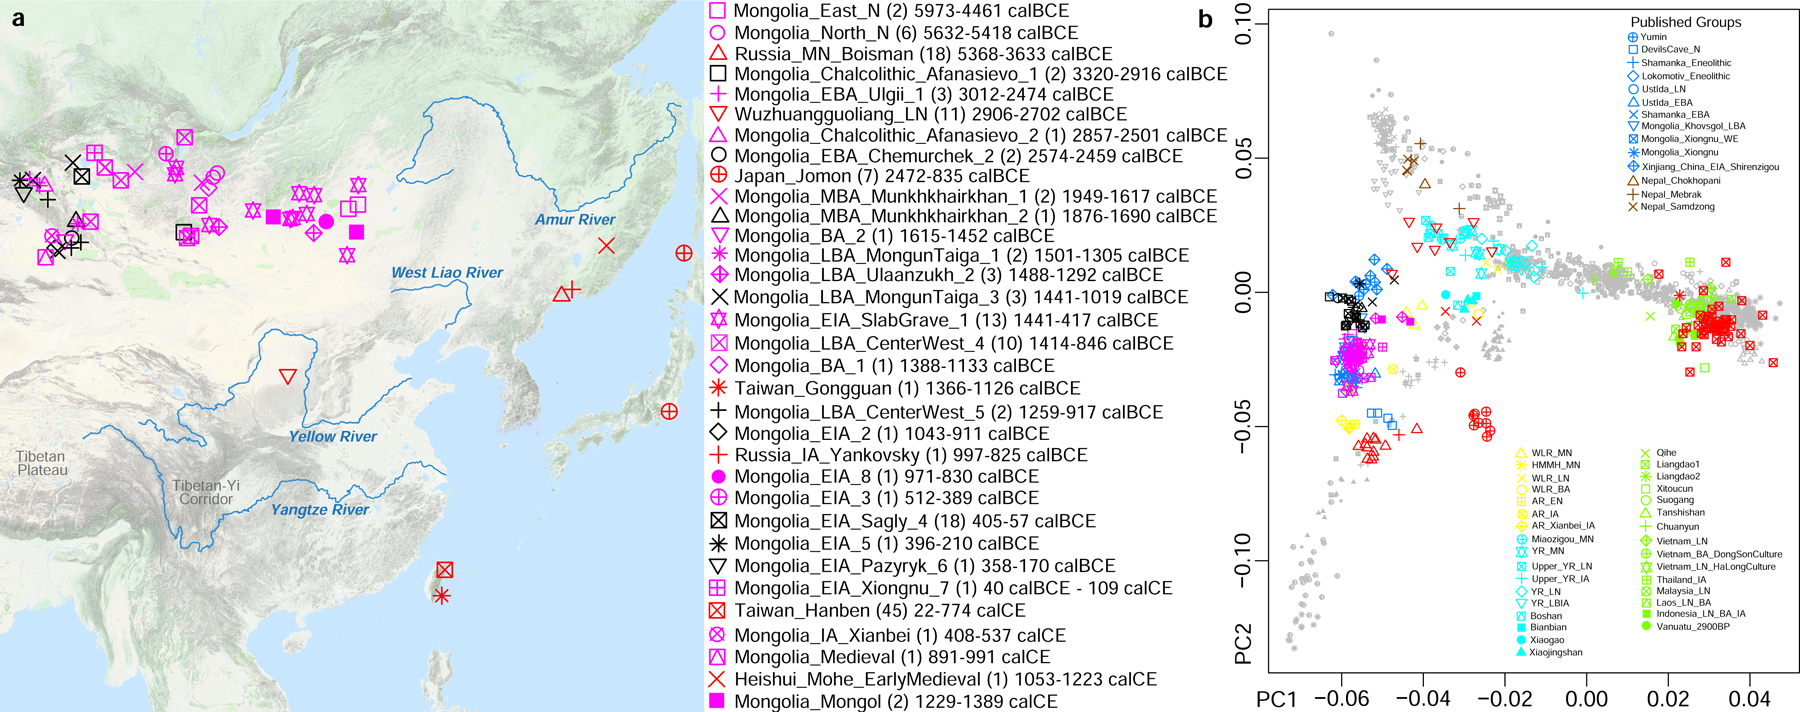 a
Amur River
West Liao River
Yellow River
Tibetan
Plateau
Tibetan-Yi
Corridor
Yangtze River
Mongolia_East_N (2) 5973-4461 calBCE
Mongolia_North_N (6) 5632-5418 calBCE
Russia_MN_Boisman (18) 5368-3633 calBCE
Mongolia_Chalcolithic_Afanasievo_1 (2) 3320-2916 calBCE
Mongolia_EBA_Ulgii_1 (3) 3012-2474 calBCE
Wuzhuangguoliang_LN (11) 2906-2702 calBCE
Mongolia_Chalcolithic_Afanasievo_2 (1) 2857-2501 calBCE
Mongolia_EBA_Chemurchek_2 (2) 2574-2459 calBCE
Japan_Jomon (7) 2472-835 calBCE
Mongolia_MBA_Munkhkhairkhan_1 (2) 1949-1617 calBCE
Mongolia_MBA_Munkhkhairkhan_2 (1) 1876-1690 calBCE
Mongolia_BA_2 (1) 1615-1452 calBCE
Mongolia_LBA_MongunTaiga_1 (2) 1501-1305 calBCE
Mongolia_LBA_Ulaanzukh_2 (3) 1488-1292 calBCE
Mongolia_LBA_MongunTaiga_3 (3) 1441-1019 calBCE
Mongolia_EIA_SlabGrave_1 (13) 1441-417 calBCE
Mongolia_LBA_CenterWest_4 (10) 1414-846 calBCE
Mongolia_BA_1 (1) 1388-1133 calBCE
Taiwan_Gongguan (1) 1366-1126 calBCE
Mongolia_LBA_CenterWest_5 (2) 1259-917 calBCE
Mongolia_EIA_2 (1) 1043-911 calBCE
Russia_IA_Yankovsky (1) 997-825 calBCE
Mongolia_EIA_8 (1) 971-830 calBCE
Mongolia_EIA_3 (1) 512-389 calBCE
Mongolia_EIA_Sagly_4 (18) 405-57 calBCE
Mongolia_EIA_5 (1) 396-210 calBCE
Mongolia_EIA_Pazyryk_6 (1) 358-170 calBCE
Mongolia_EIA_Xiongnu_7 (1) 40 calBCE - 109 calCE
Taiwan_Hanben (45) 22-774 calCE
Mongolia_IA_Xianbei (1) 408-537 calCE
Mongolia_Medieval (1) 891-991 calCE
Heishui_Mohe_EarlyMedieval (1) 1053-1223 calCE
Mongolia_Mongol (2) 1229-1389 calCE
b
0.10
0.05
0.00
−0.05
−0.10
PC2
PC1
−0.06
−0.04
−0.02
0.00
0.02
0.04
Published Groups
Yumin
DevilsCave_N
Shamanka_Eneolithic
Lokomotiv_Eneolithic
UstIda_LN
UstIda_EBA
Shamanka_EBA
Mongolia_Khovsgol_LBA
Mongolia_Xiongnu_WE
Mongolia_Xiongnu
Xinjiang_China_EIA_Shirenzigou
Nepal_Chokhopani
Nepal_Mebrak
Nepal_Samdzong
WLR_MN
HMMH_MN
WLR_LN
WLR_BA
AR_EN
AR_IA
AR_Xianbei_IA
Miaozigou_MN
YR_MN
Upper_YR_LN
Upper_YR_IA
YR_LN
YR_LBIA
Boshan
Bianbian
Xiaogao
Xiaojingshan
Qihe
Liangdao1
Liangdao2
Xitoucun
Suogang
Tanshishan
Chuanyun
Vietnam_LN
Vietnam_BA_DongSonCulture
Vietnam_LN_HaLongCulture
Thailand_IA
Malaysia_LN
Laos_LN_BA
Indonesia_LN_BA_IA
Vanuatu_2900BP